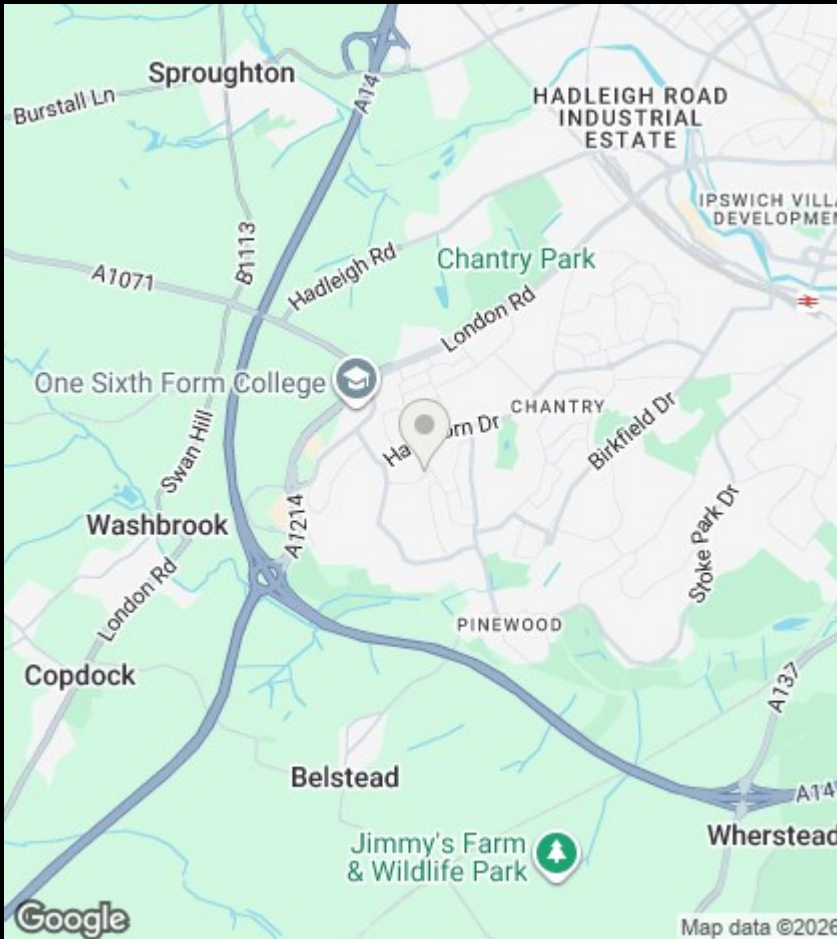 Sproughton
Burstall Ln
A14
HADLEIGH ROAD
INDUSTRIAL
ESTATE
IPSWICH VILLA
DEVELOPMEN
B1113
Hadleigh Rd
Chantry Park
A1071
London Rd
One Sixth Form College
CHANTRY
Dr
Birkfield Dr
Swan Hill
A1214
Washbrook
Stoke Park Dr
London Rd
PINEWOOD
Copdock
A137
Belstead
A14
Wherstead
Jimmy's Farm
& Wildlife Park
Google
Map data ©2026